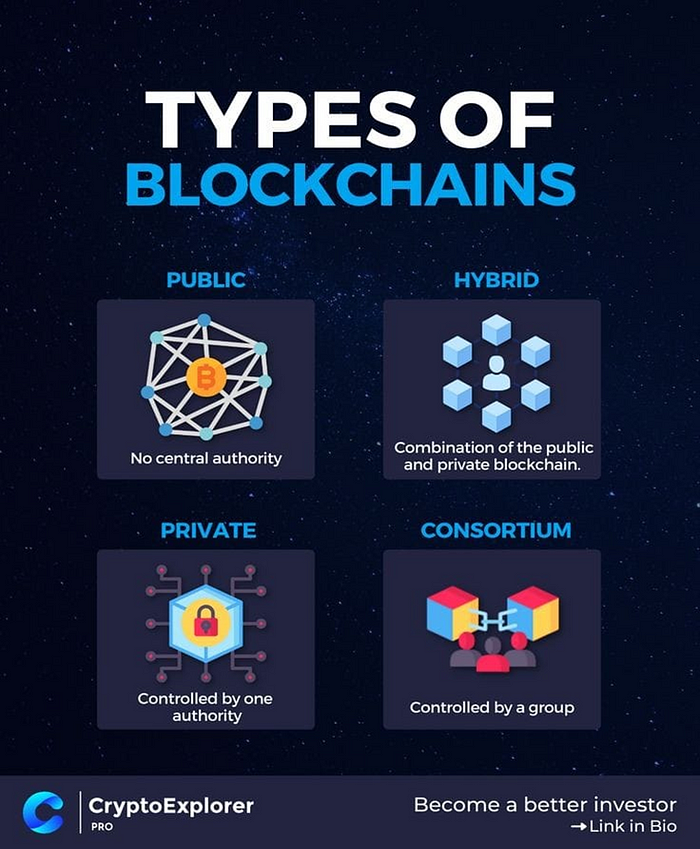 TYPES OF
BLOCKCHAINS
PUBLIC
No central authority
HYBRID
Combination of the public
and private blockchain.
PRIVATE
Controlled by one
authority
CONSORTIUM
Controlled by a group
CryptoExplorer
PRO
Become a better investor
→Link in Bio